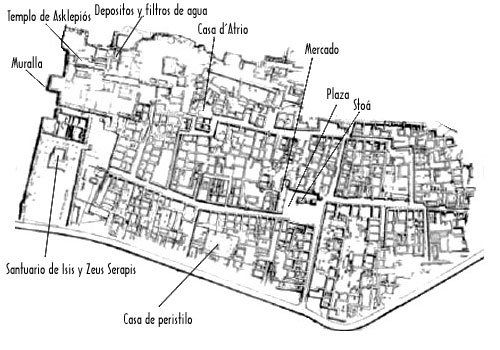 Templo de Asklepiós
Depositos y filtros de agua
Casa d'Atrio
Mercado
Muralla
Plaza
Stoá
Santuario de Isis y Zeus Serapis
Casa de peristilo